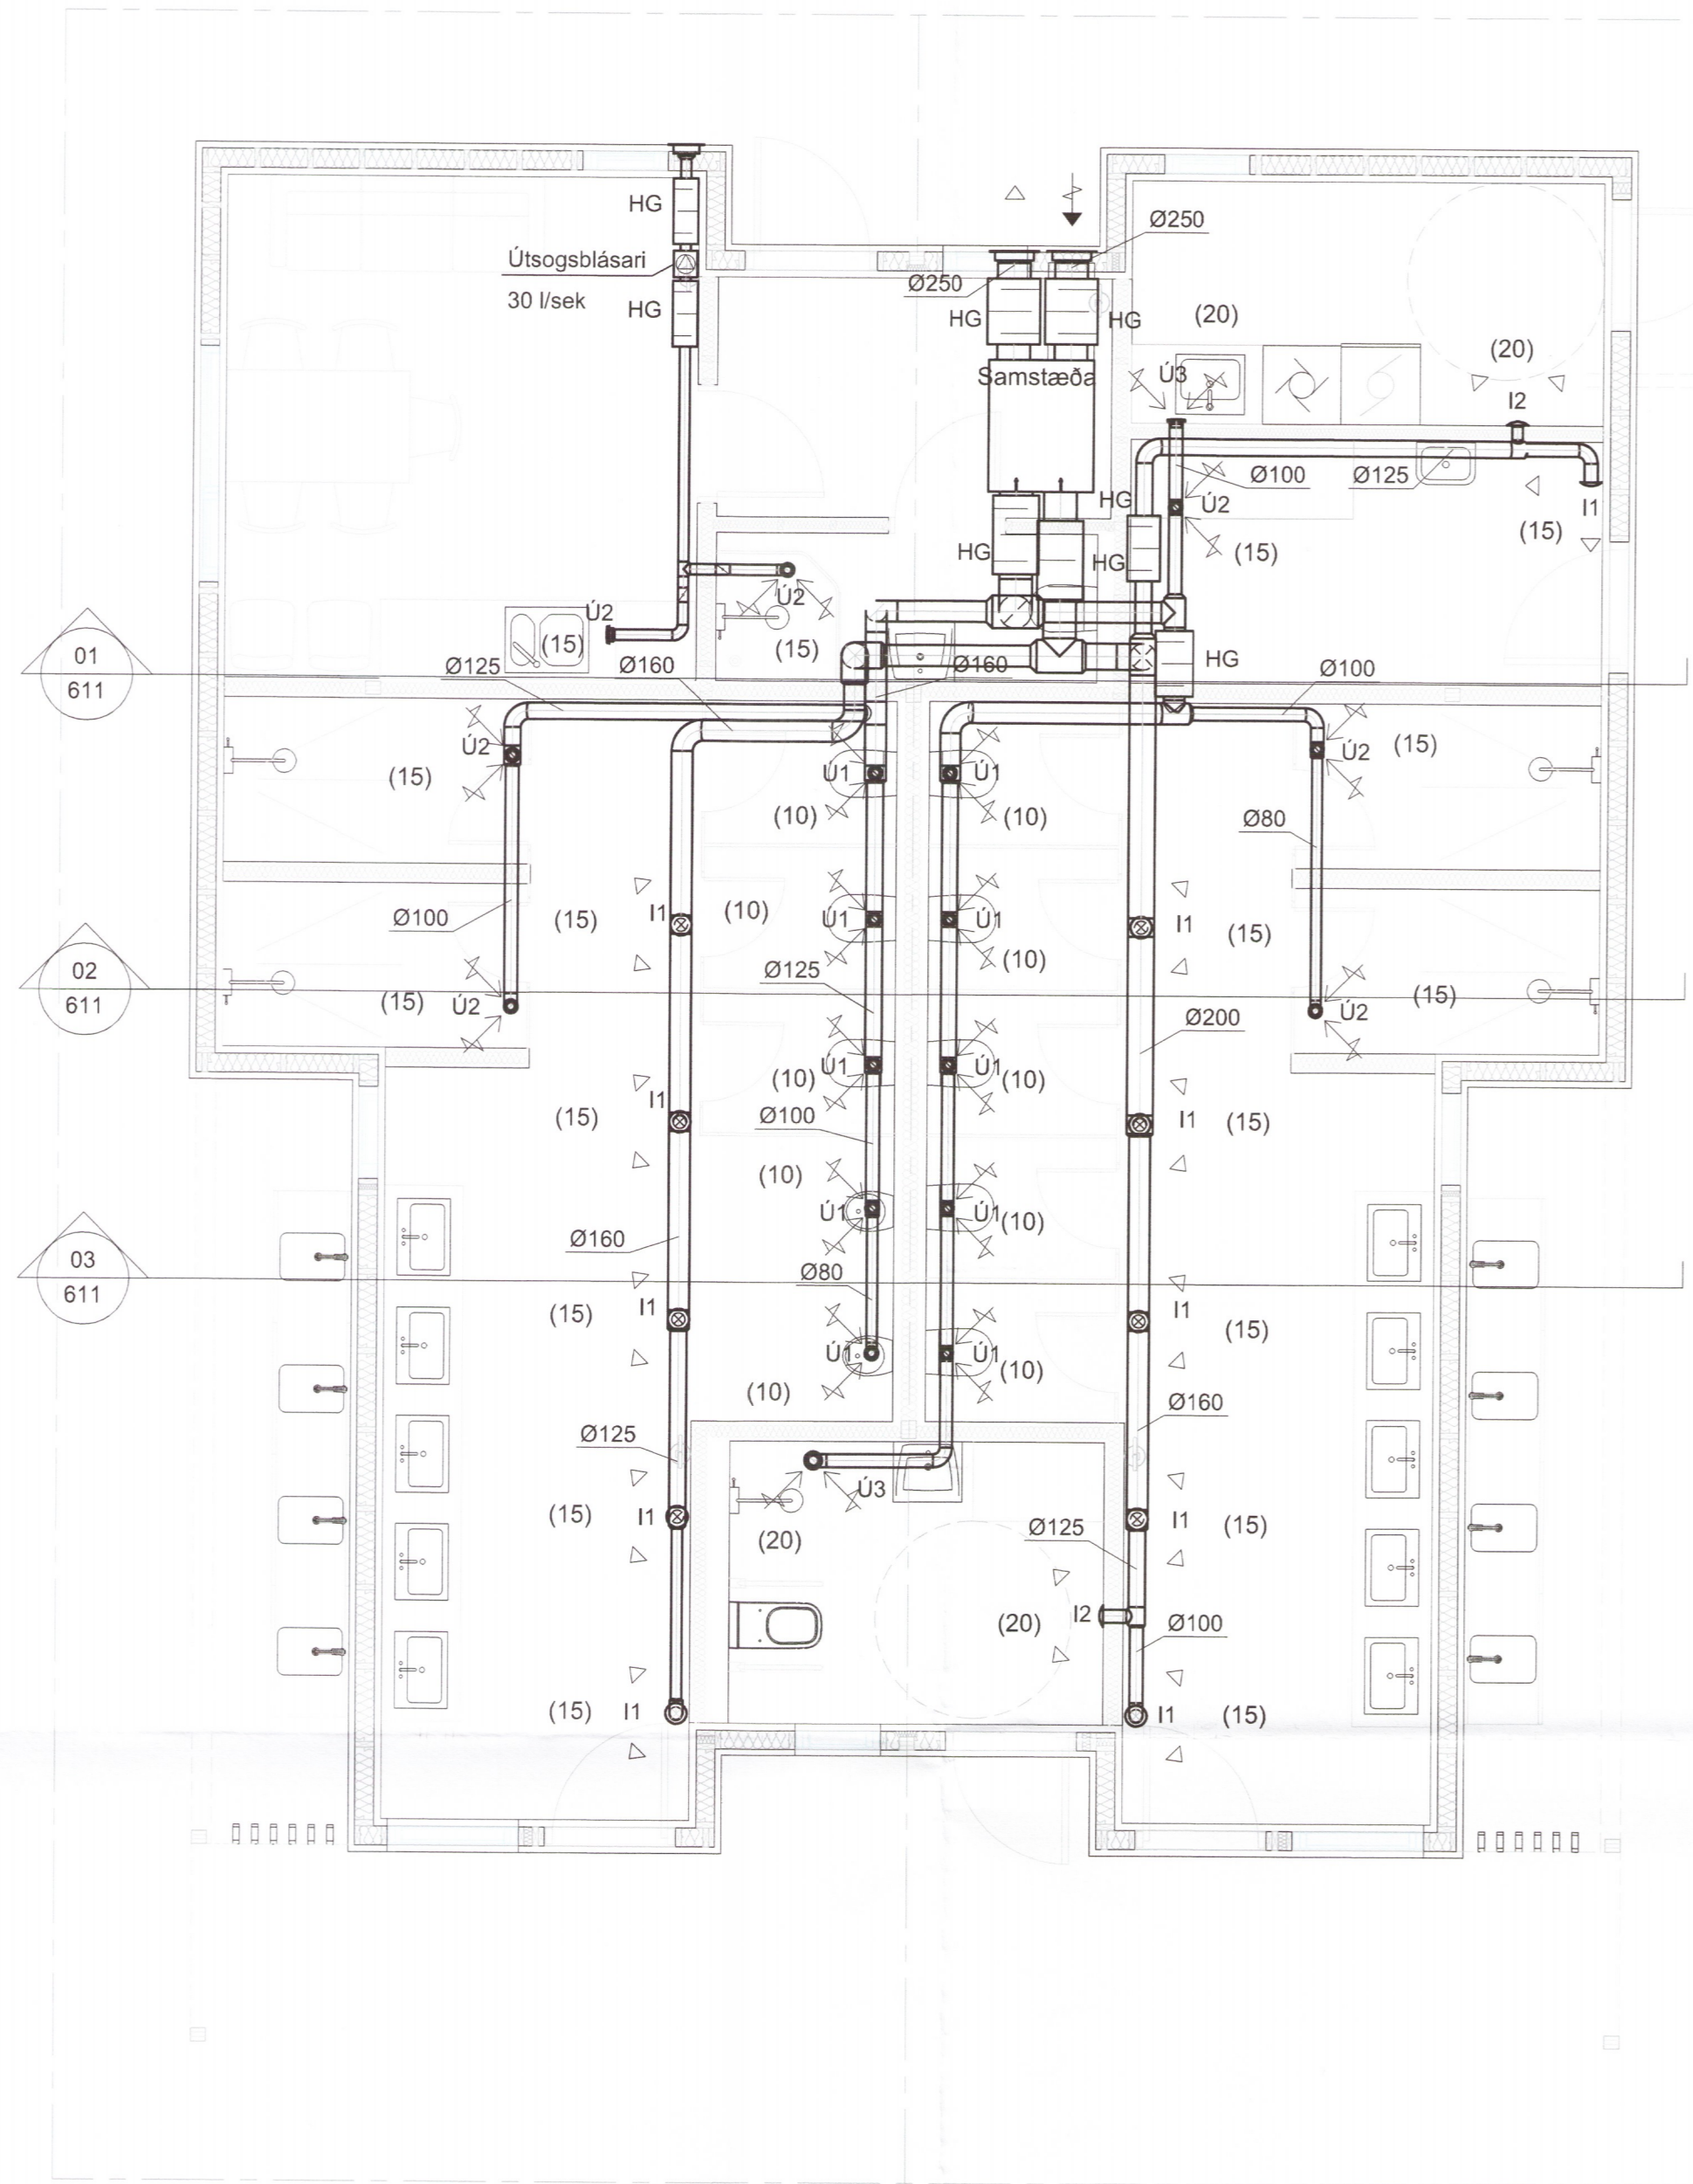 HG
Ø250
Útsogsblásari
Ø250
30 l/sek
HG
HG
HG
(20)
(20)
Samstæða
Ú3
I2
HG
Ø100
Ø125
Ú2
I1
(15)
(15)
HG
HG
Ú2
Ú2
(15)
(15)
01
611
Ø125
Ø160
Ø160
HG
Ø100
Ú2
(15)
Ú1
Ú1
Ú2
(15)
(10)
(10)
Ø80
Ø100
(15)
I1
(10)
Ú1
Ú1
I1
(15)
(10)
02
611
Ø125
(15)
Ú2
Ú2
(15)
Ø200
(15)
I1
(10)
Ú1
Ú1
(10)
I1
(15)
Ø100
(10)
Ú1
Ú1
(10)
03
611
Ø160
Ø80
(15)
I1
I1
(15)
Ú1
Ú1
(10)
(10)
Ø160
Ø125
Ú3
(15)
I1
(20)
Ø125
I1
(15)
(20)
I2
Ø100
(15)
I1
I1
(15)